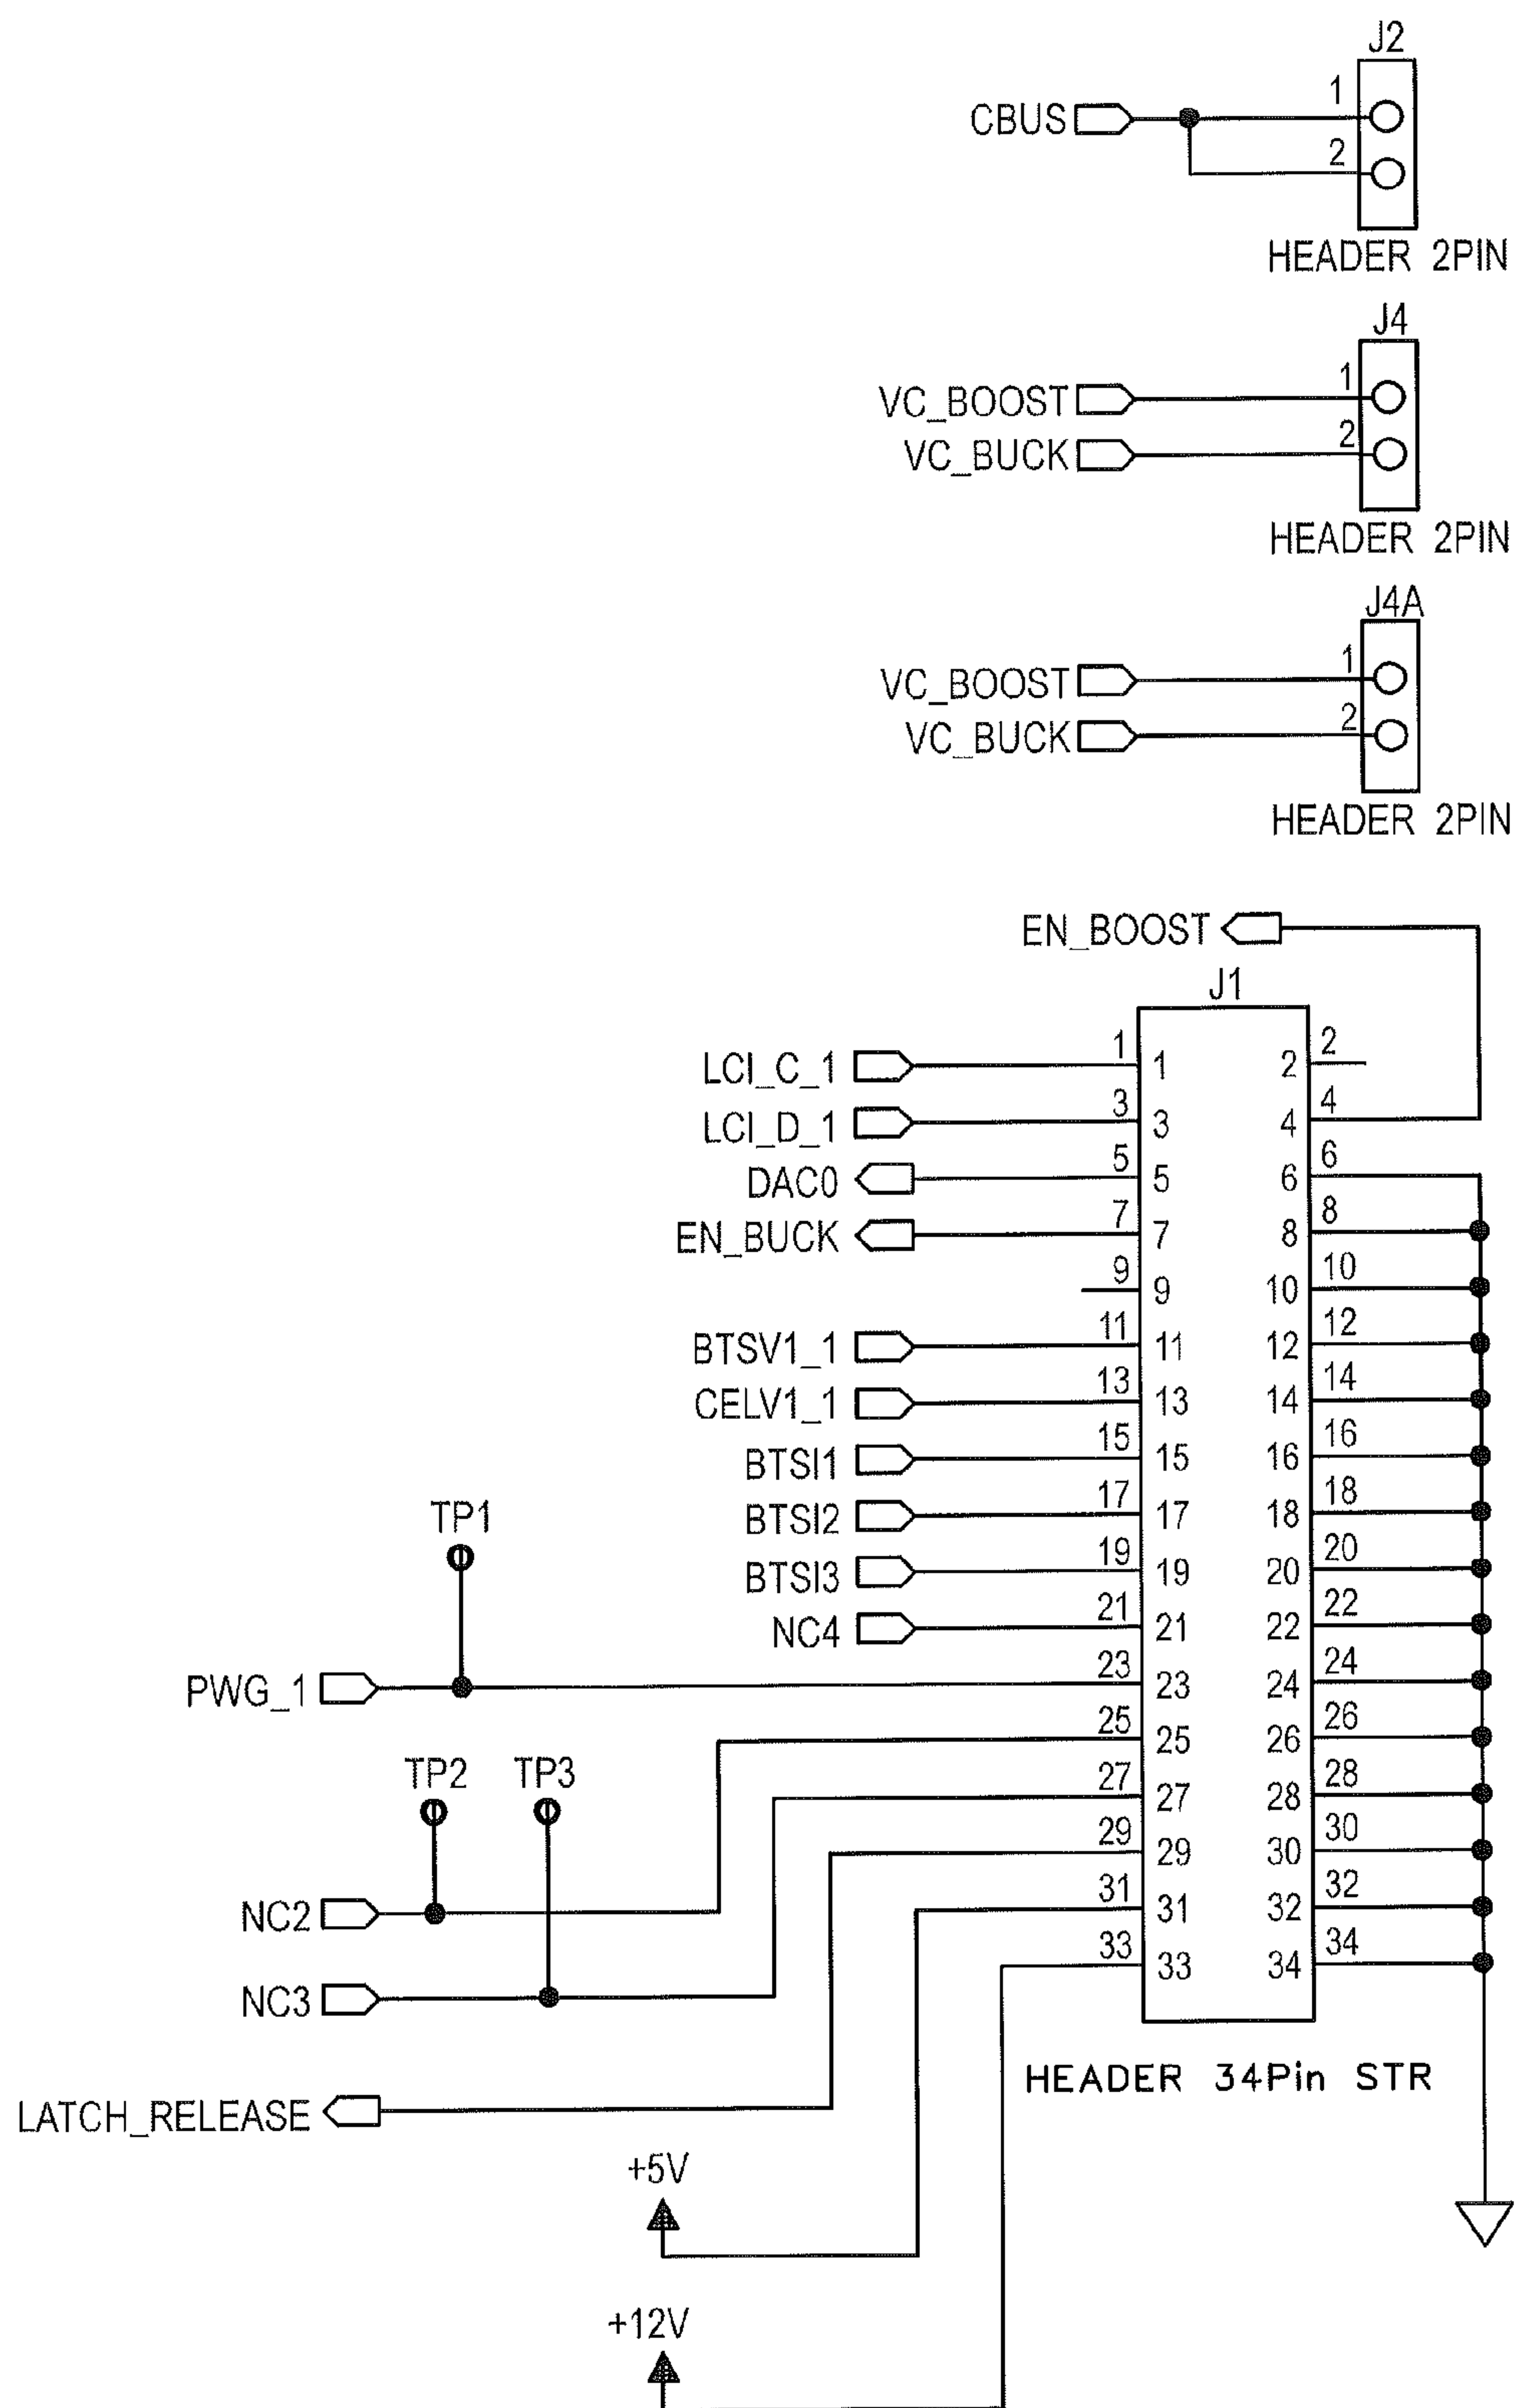 J2
1
CBUS
2
HEADER 2PIN
J4
VC_BOOST 1
VC_BUCK 2
HEADER 2PIN
J4A
VC_BOOST 1
VC_BUCK 2
HEADER 2PIN
EN_BOOST
J1
LCI_C_1 1 1 2 2
LCI_D_1 3 3 4 4
DAC0 5 5 6 6
EN_BUCK 7 7 8 8
9 9 10 10
BTSV1_1 11 11 12 12
CELV1_1 13 13 14 14
BTSI1 15 15 16 16
BTSI2 17 17 18 18
TP1
BTSI3 19 19 20 20
NC4 21 21 22 22
PWG_1 23 23 24 24
25 25 26 26
TP2 TP3
27 27 28 28
29 29 30 30
NC2 31 31 32 32
33 33 34 34
NC3
HEADER 34Pin STR
LATCH_RELEASE
+5V
+12V